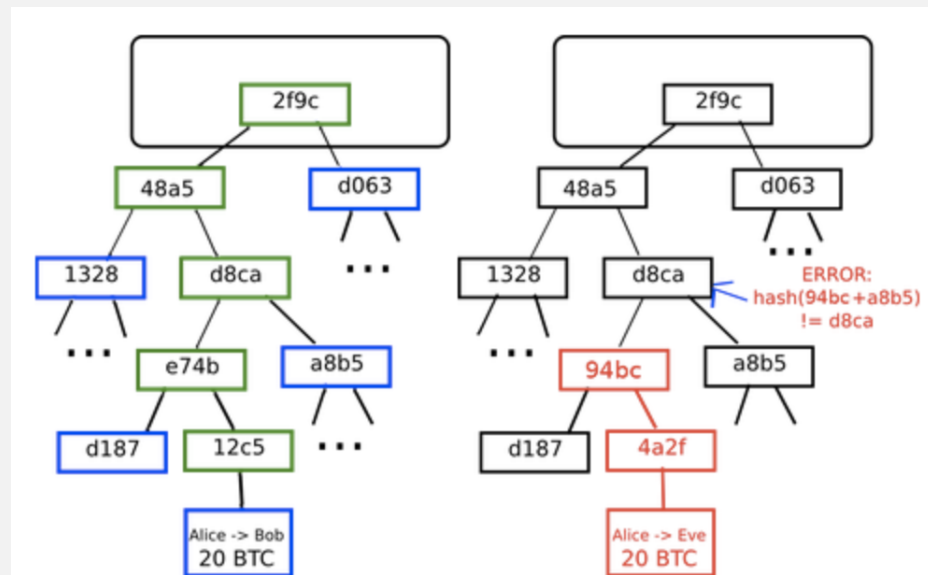 2f9c
48a5
d063
1328
d8ca
...
...
e74b
a8b5
d187
12c5
...
Alice -> Bob
20 BTC
2f9c
48a5
d063
1328
d8ca
...
ERROR:
hash(94bc+a8b5)
!= d8ca
...
94bc
a8b5
d187
4a2f
Alice -> Eve
20 BTC